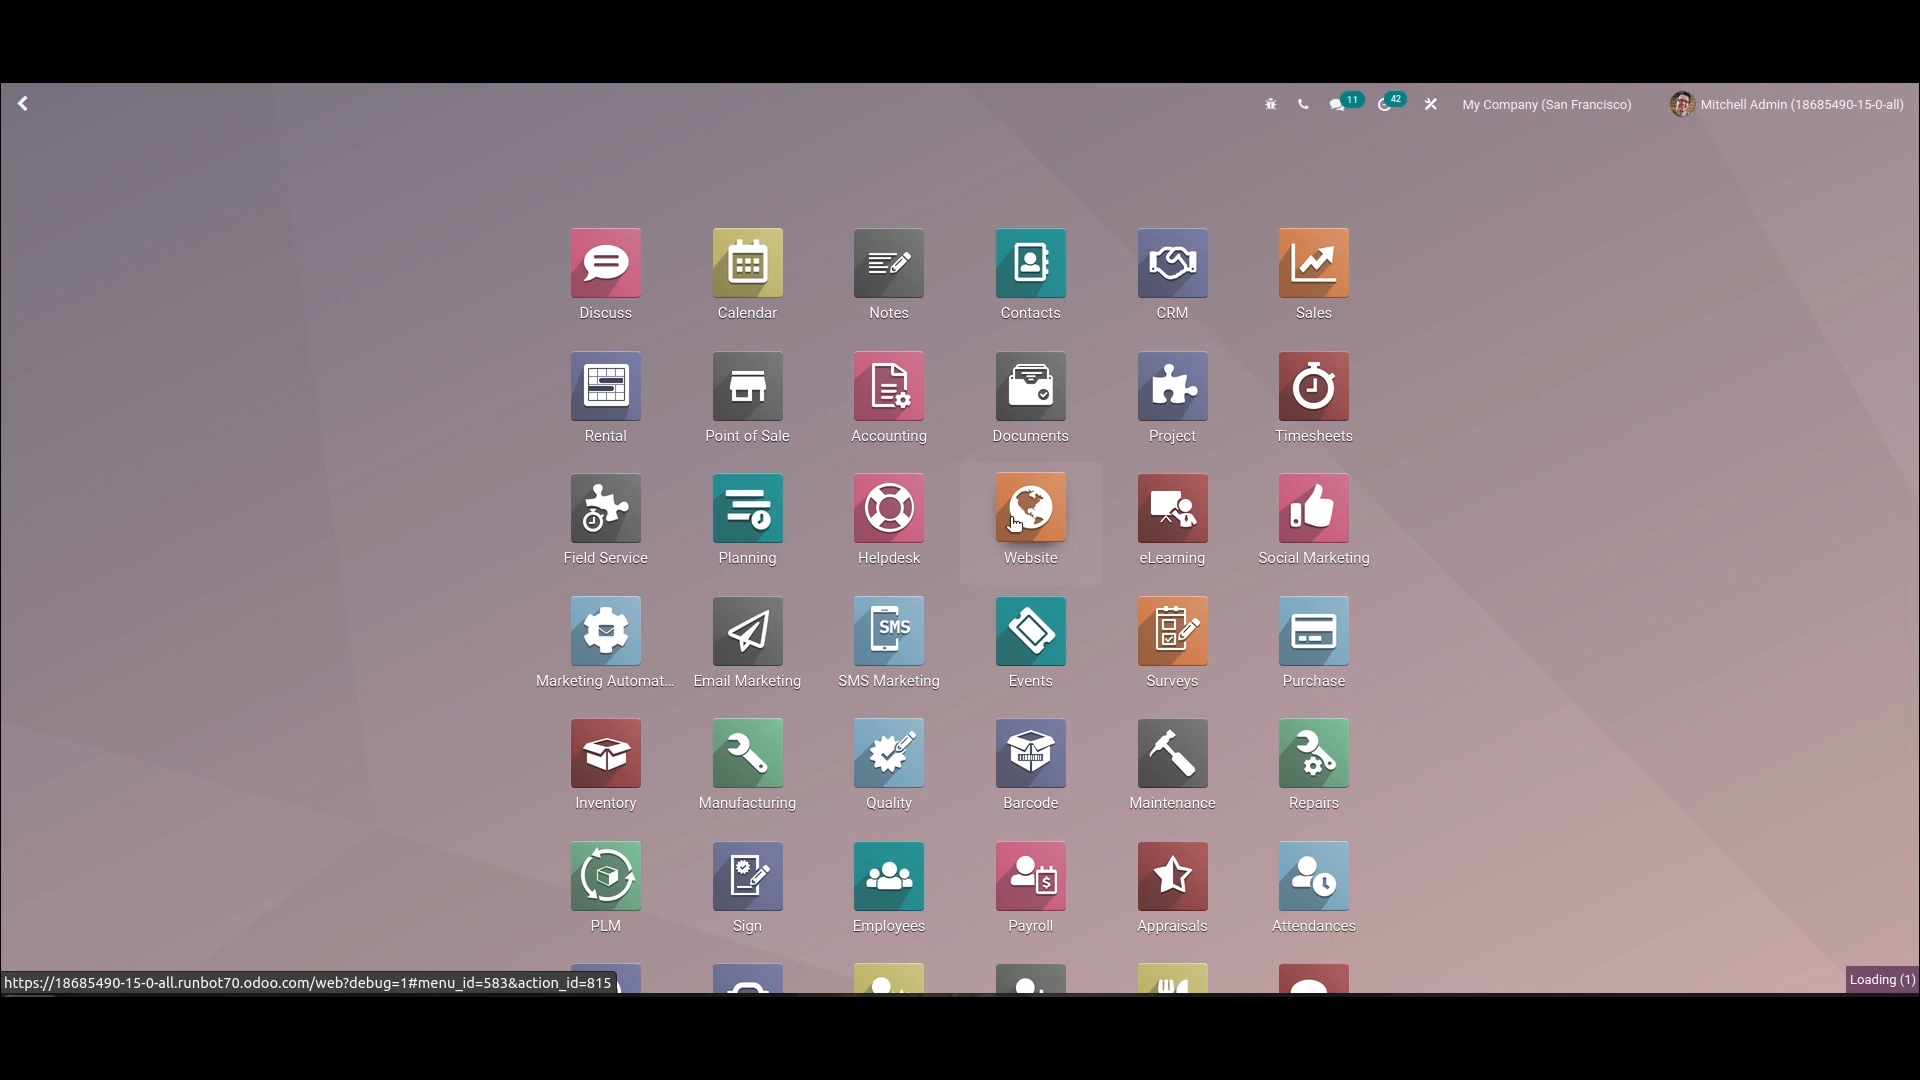 11
42
My Company (San Francisco)
Mitchell Admin (18685490-15-0-all)
Discuss
Calendar
Notes
Contacts
CRM
Sales
Rental
Point of Sale
Accounting
Documents
Project
Timesheets
Field Service
Planning
Helpdesk
Website
eLearning
Social Marketing
SMS
Marketing Automat...
Email Marketing
SMS Marketing
Events
Surveys
Purchase
Inventory
Manufacturing
Quality
Barcode
Maintenance
Repairs
$
PLM
Sign
Employees
Payroll
Appraisals
Attendances
https://18685490-15-0-all.runbot70.odoo.com/web?debug=1#menu_id=583&action_id=815
Loading (1)